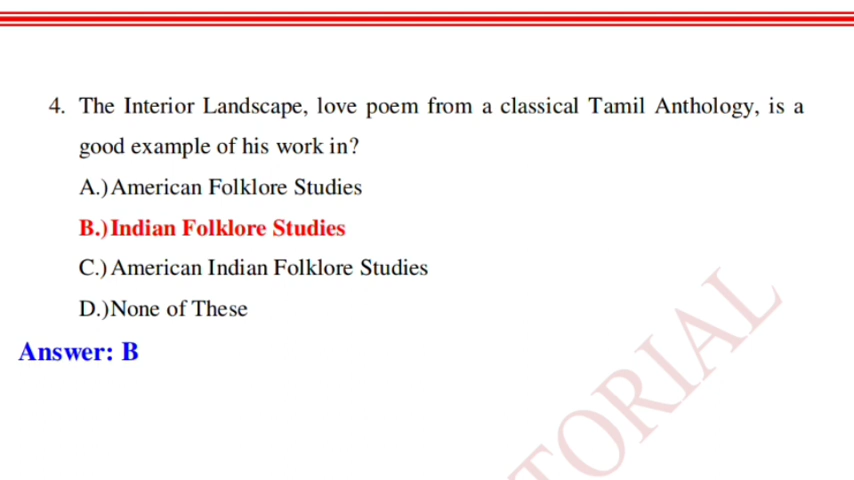 4. The Interior Landscape, love poem from a classical Tamil Anthology, is a
good example of his work in?
A.) American Folklore Studies
B.) Indian Folklore Studies
C.) American Indian Folklore Studies
D.)None of These
Answer: B
TORIAL